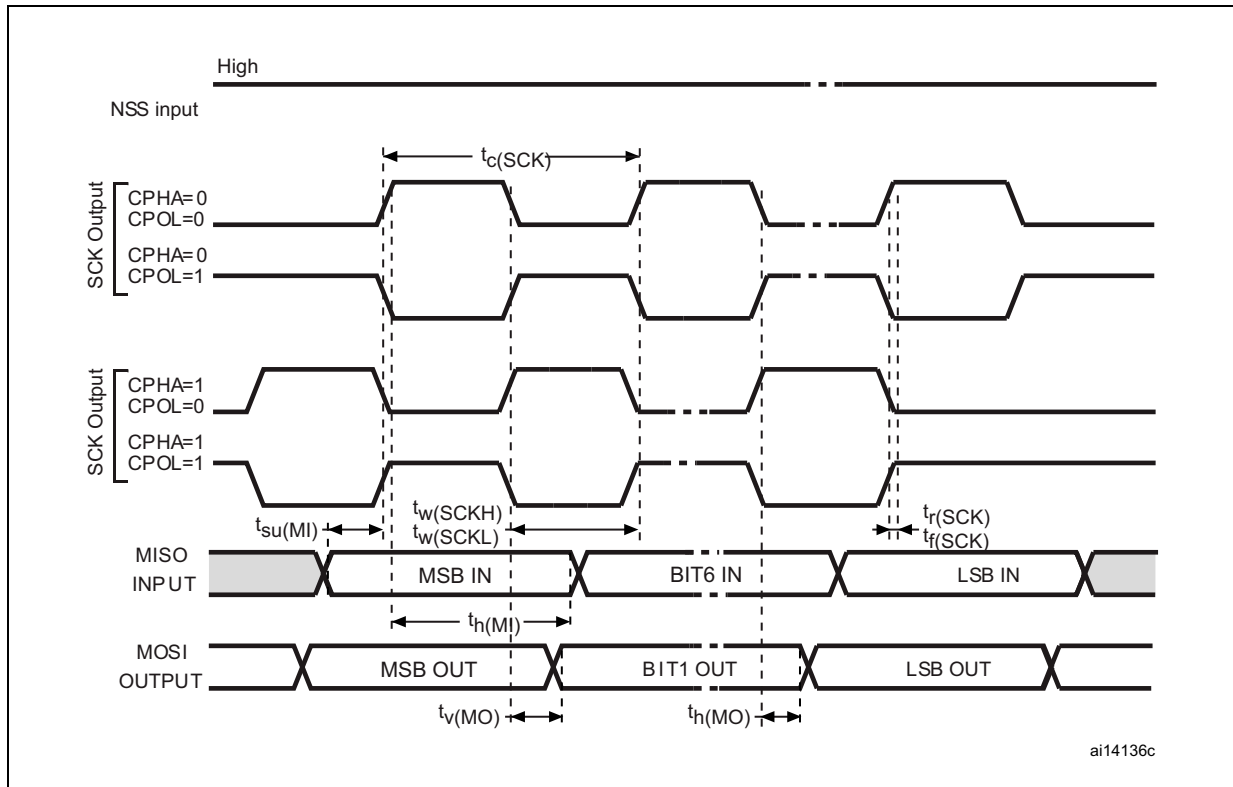 High
NSS input
tc(SCK)
SCK Output
CPHA=0
CPOL=0
CPHA=0
CPOL=1
SCK Output
CPHA=1
CPOL=0
CPHA=1
CPOL=1
tsu(MI)
tw(SCKH)
tw(SCKL)
tr(SCK)
tf(SCK)
MISO
INPUT
MSB IN
BIT6 IN
LSB IN
th(MI)
MOSI
OUTPUT
MSB OUT
BIT1 OUT
LSB OUT
tv(MO)
th(MO)
ai14136c